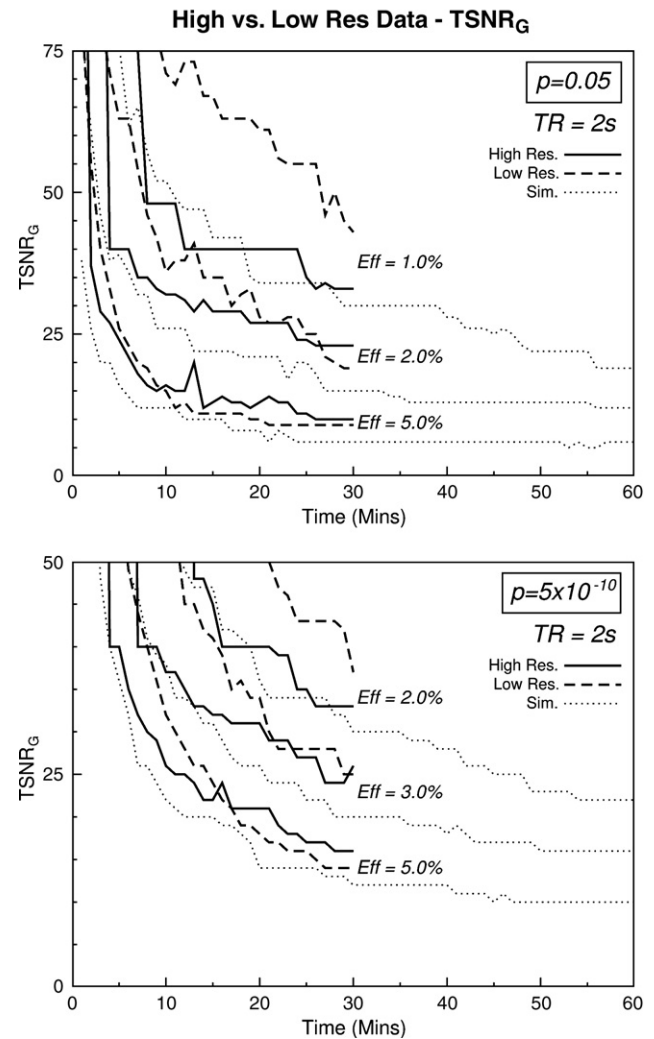 High vs. Low Res Data - TSNR_G
75
p=0.05
TR = 2s
High Res.
Low Res.
Sim.
50
TSNR_G
Eff = 1.0%
25
Eff = 2.0%
Eff = 5.0%
0
0 10 20 30 40 50 60
Time (Mins)
50
p=5x10⁻¹⁰
TR = 2s
High Res.
Low Res.
Sim.
Eff = 2.0%
TSNR_G
25
Eff = 3.0%
Eff = 5.0%
0
0 10 20 30 40 50 60
Time (Mins)